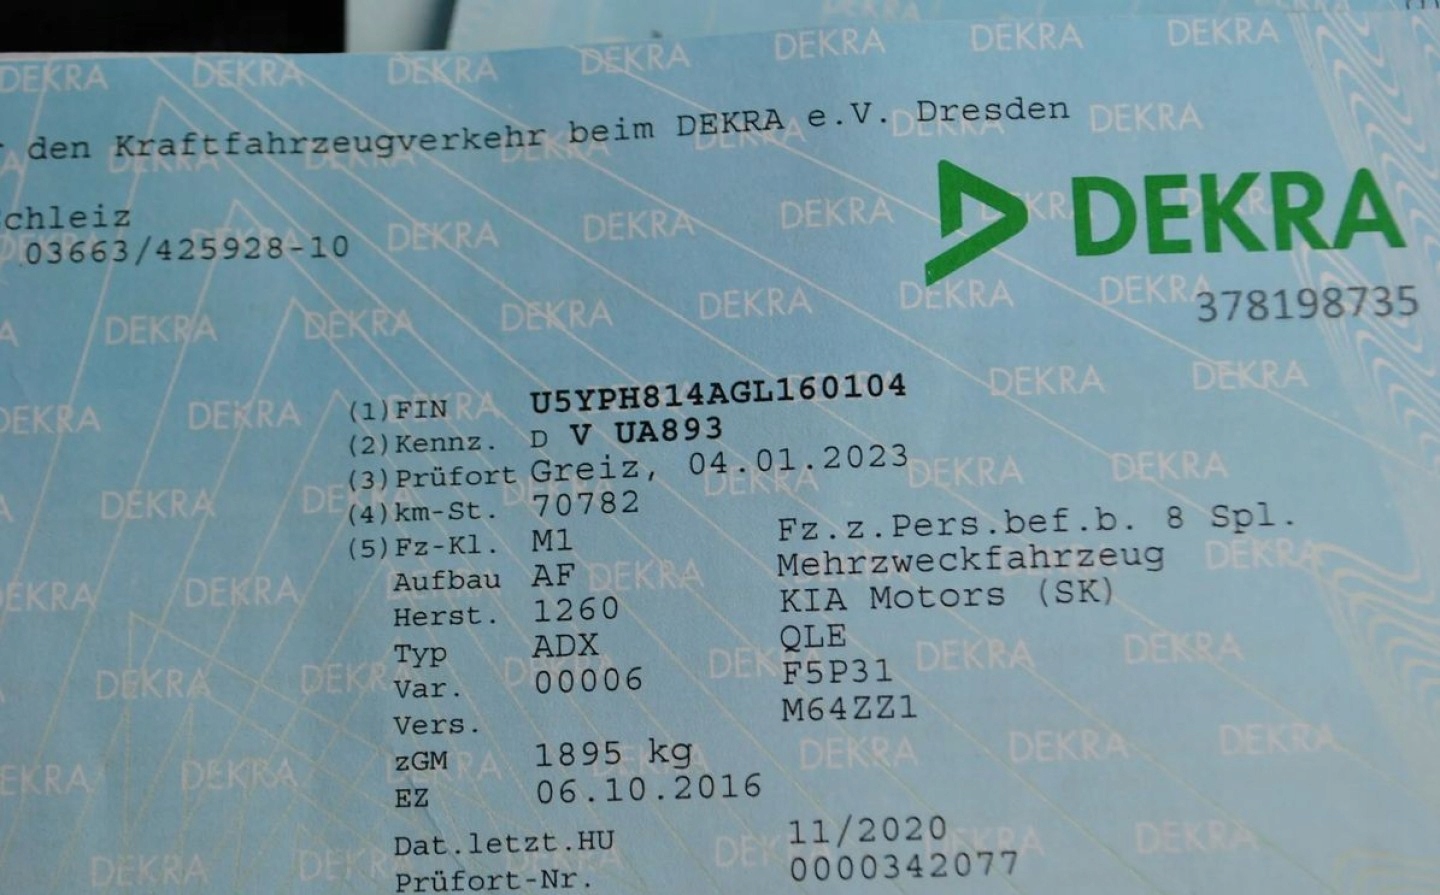 den Kraftfahrzeugverkehr beim DEKRA e.V. Dresden
DEKRA
chleiz
03663/425928-10
378198735
(1)FIN U5YPH814AGL160104
(2)Kennz. D V UA893
(3)Prüfort Greiz, 04.01.2023
(4)km-St. 70782
(5)Fz-Kl. M1 Fz.z.Pers.bef.b. 8 Spl.
Aufbau AF Mehrzweckfahrzeug
Herst. 1260 KIA Motors (SK)
Typ ADX QLE
Var. 00006 F5P31
Vers. M64ZZ1
zGM 1895 kg
EZ 06.10.2016
Dat.letzt.HU 11/2020
Prüfort-Nr. 0000342077